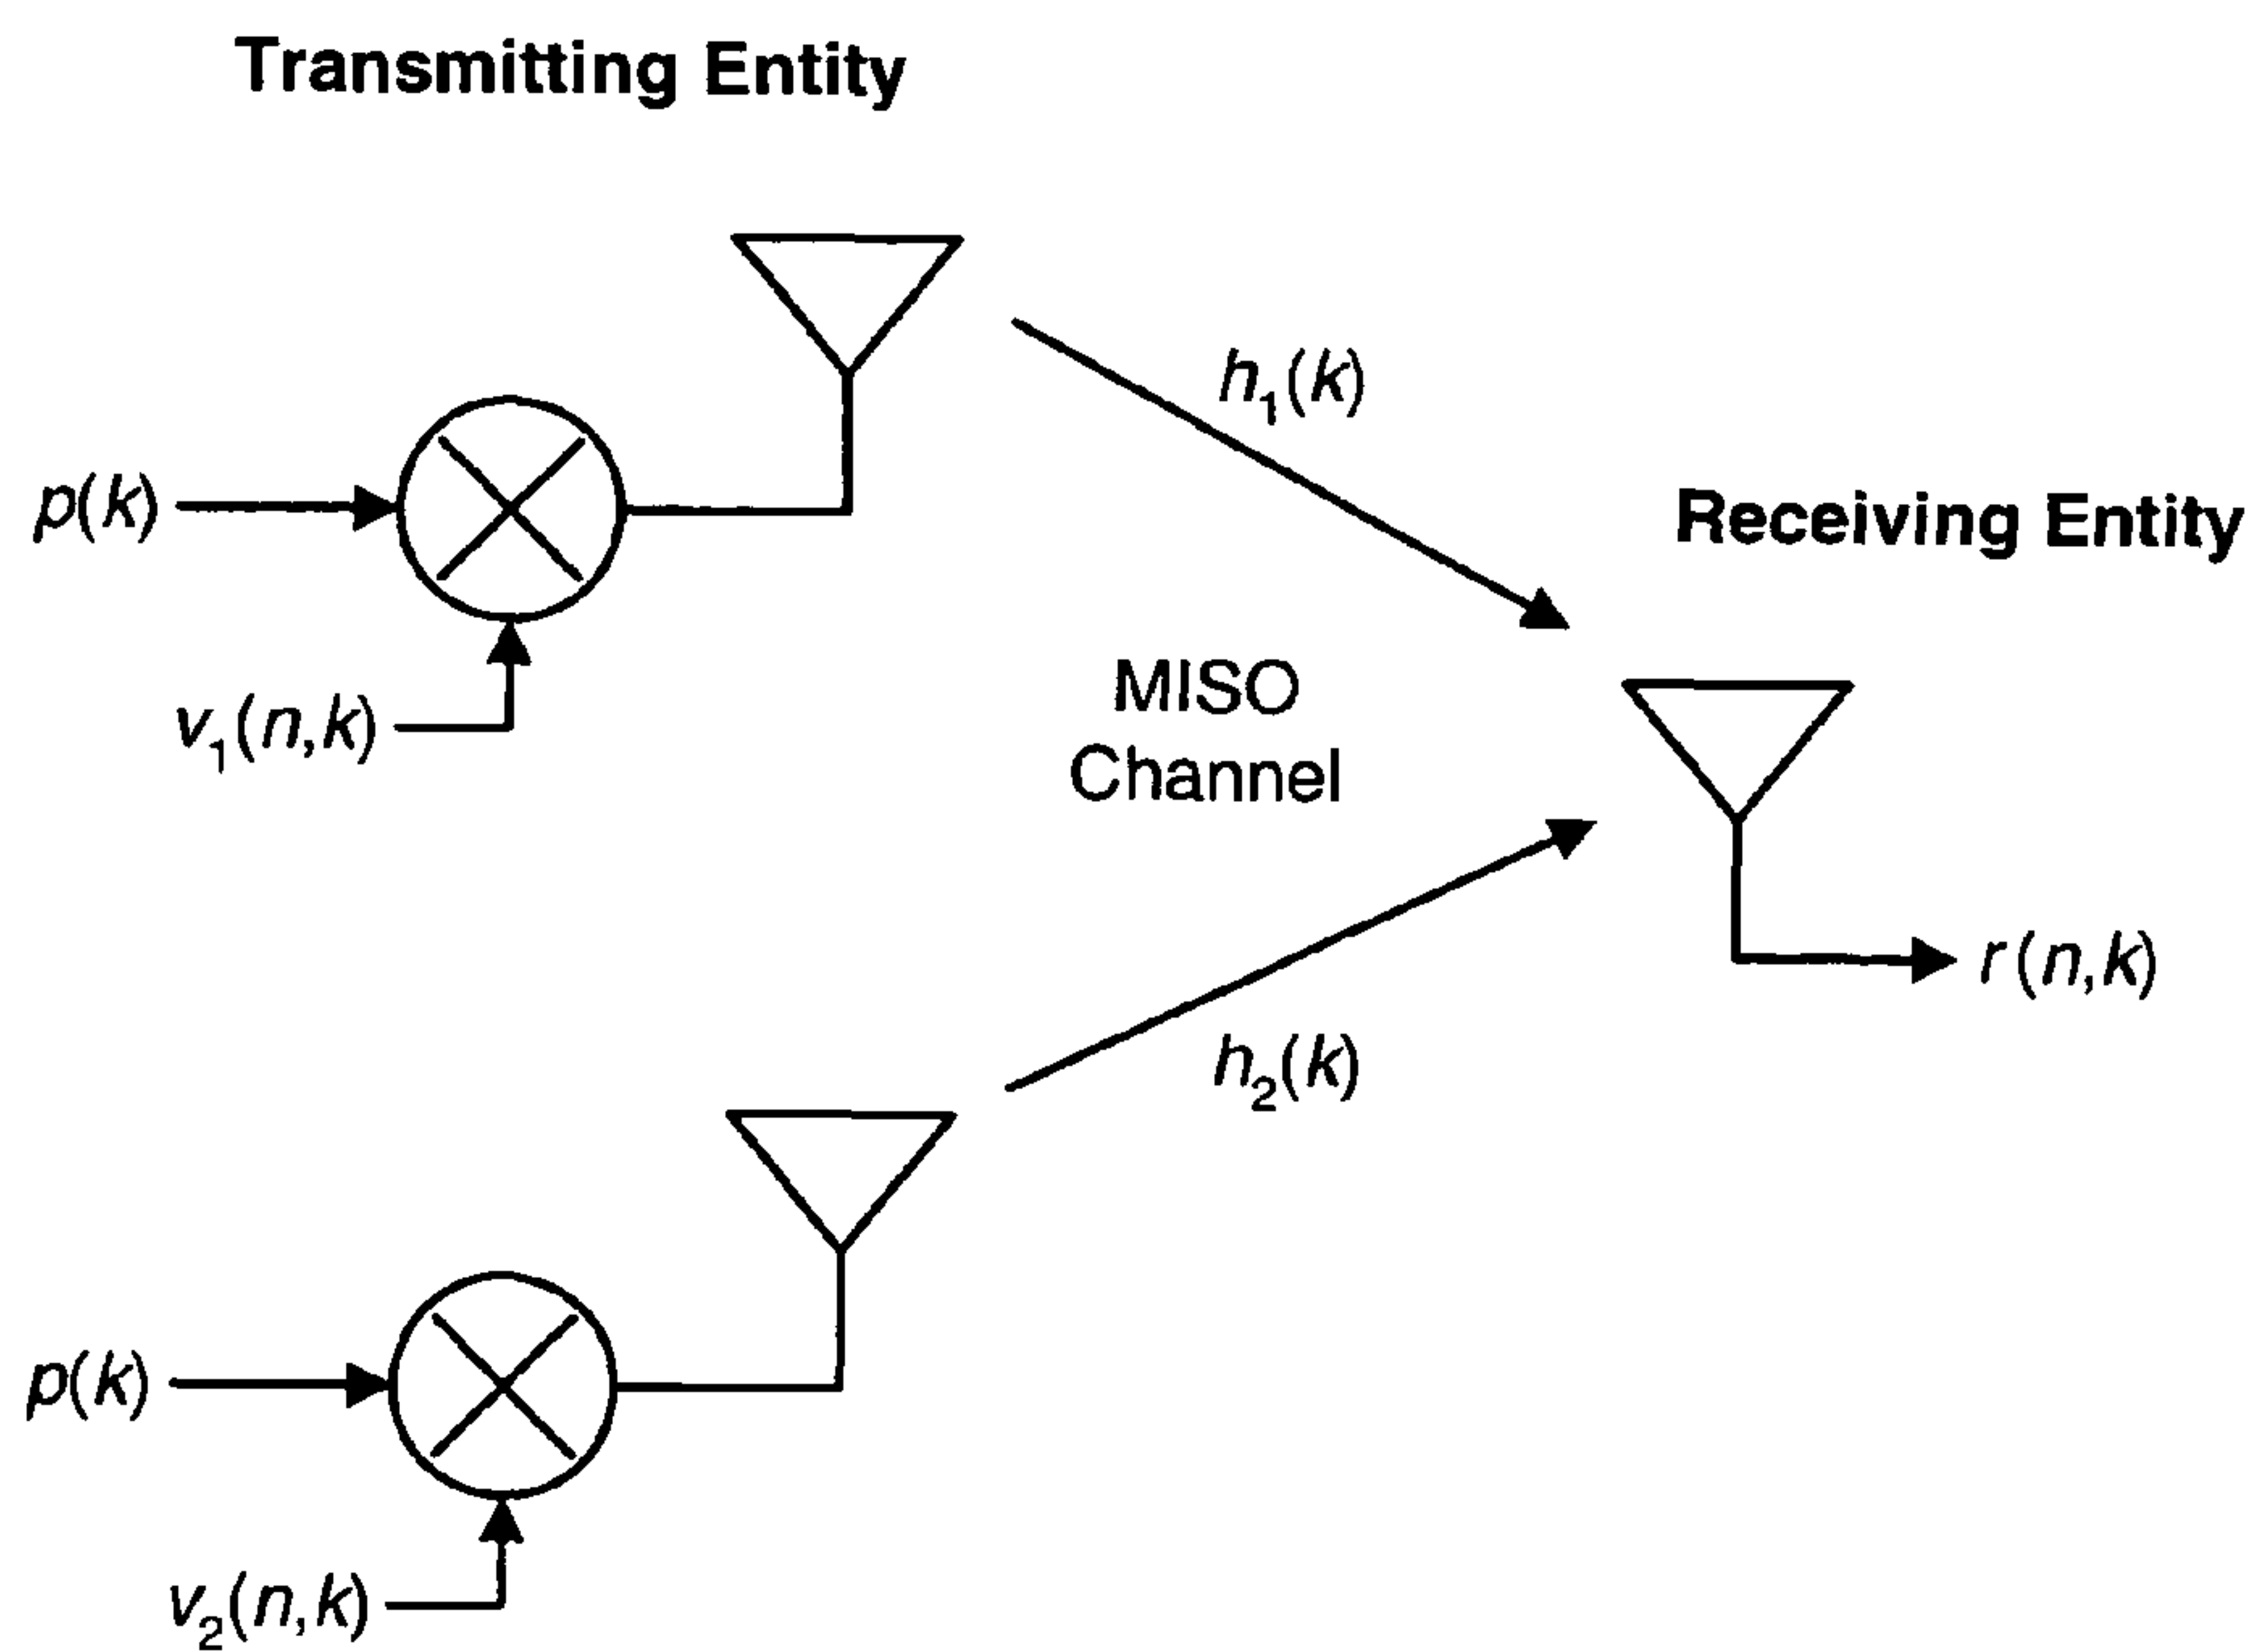 Transmitting Entity
h₁(k)
p(k)
Receiving Entity
v₁(n,k)
MISO
Channel
r(n,k)
h₂(k)
p(k)
v₂(n,k)